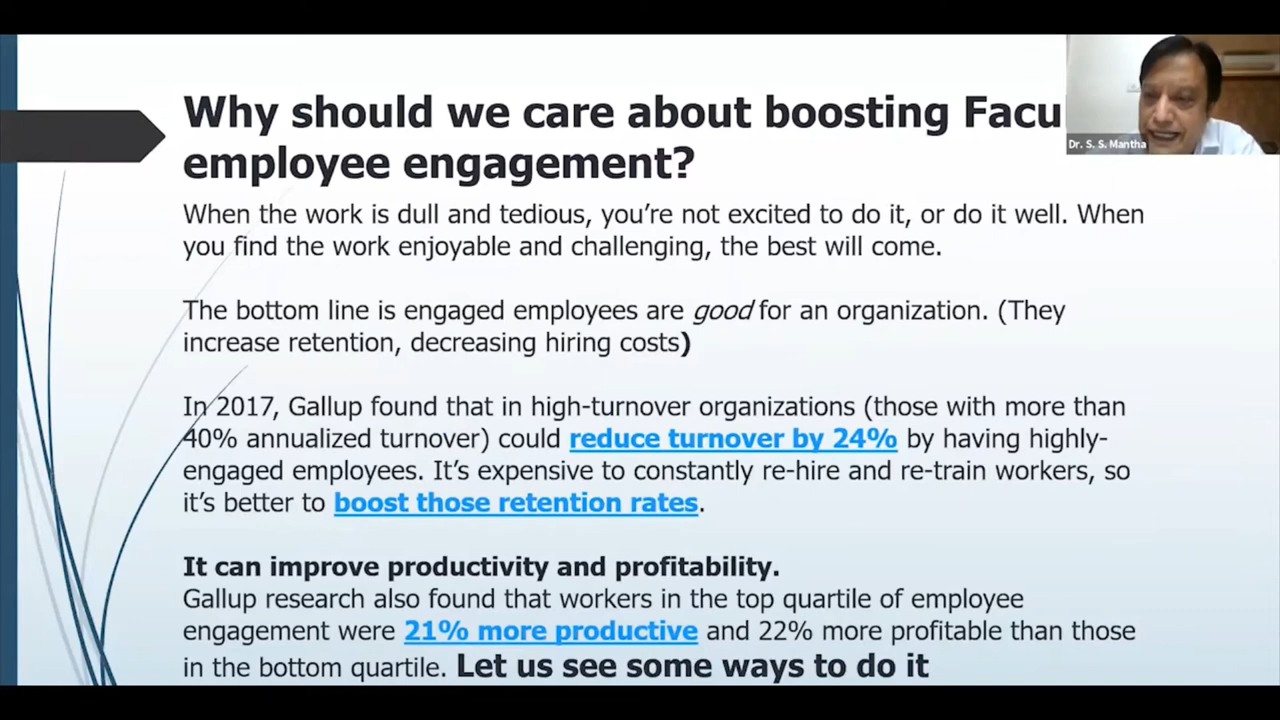 Why should we care about boosting Facu
employee engagement?
Dr. S. S. Mantha
When the work is dull and tedious, you're not excited to do it, or do it well. When
you find the work enjoyable and challenging, the best will come.
The bottom line is engaged employees are good for an organization. (They
increase retention, decreasing hiring costs)
In 2017, Gallup found that in high-turnover organizations (those with more than
40% annualized turnover) could reduce turnover by 24% by having highly-
engaged employees. It's expensive to constantly re-hire and re-train workers, so
it's better to boost those retention rates.
It can improve productivity and profitability.
Gallup research also found that workers in the top quartile of employee
engagement were 21% more productive and 22% more profitable than those
in the bottom quartile. Let us see some ways to do it